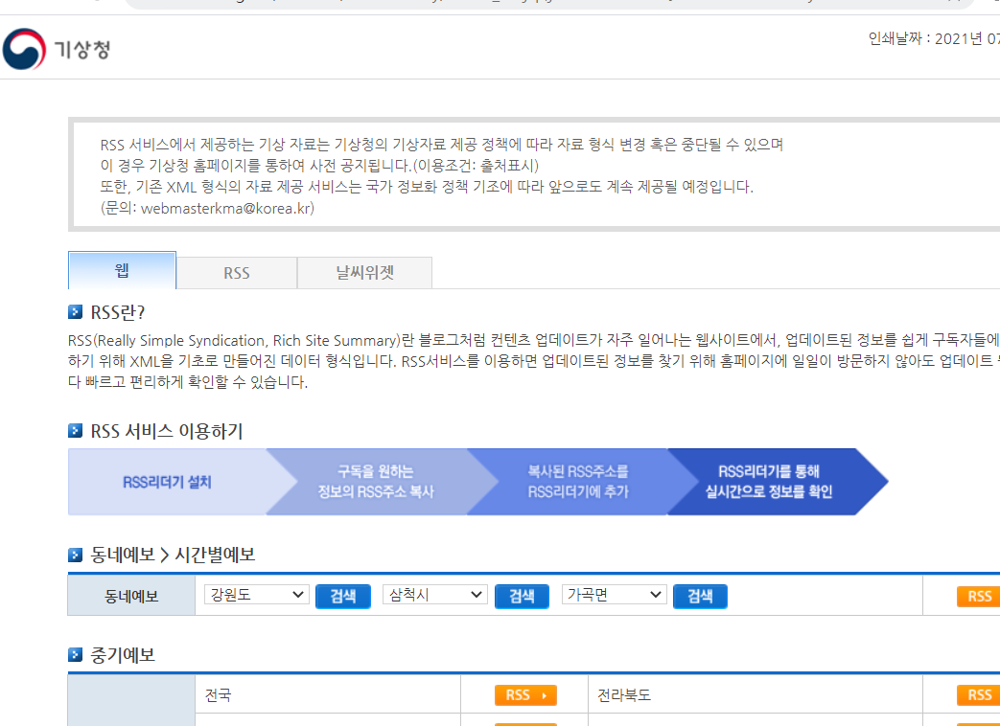 기상청
인쇄날짜 : 2021년 07
RSS 서비스에서 제공하는 기상 자료는 기상청의 기상자료 제공 정책에 따라 자료 형식 변경 혹은 중단될 수 있으며
이 경우 기상청 홈페이지를 통하여 사전 공지됩니다.(이용조건: 출처표시)
또한, 기존 XML 형식의 자료 제공 서비스는 국가 정보화 정책 기조에 따라 앞으로도 계속 제공될 예정입니다.
(문의: webmasterkma@korea.kr)
웹 RSS 날씨위젯
RSS란?
RSS(Really Simple Syndication, Rich Site Summary)란 블로그처럼 컨텐츠 업데이트가 자주 일어나는 웹사이트에서, 업데이트된 정보를 쉽게 구독자들에
하기 위해 XML을 기초로 만들어진 데이터 형식입니다. RSS서비스를 이용하면 업데이트된 정보를 찾기 위해 홈페이지에 일일이 방문하지 않아도 업데이트
다 빠르고 편리하게 확인할 수 있습니다.
RSS 서비스 이용하기
RSS리더기 설치
구독을 원하는
정보의 RSS주소 복사
복사된 RSS주소를
RSS리더기에 추가
RSS리더기를 통해
실시간으로 정보를 확인
동네예보 > 시간별예보
동네예보 강원도 검색 삼척시 검색 가곡면 검색 RSS
중기예보
전국 RSS 전라북도 RSS